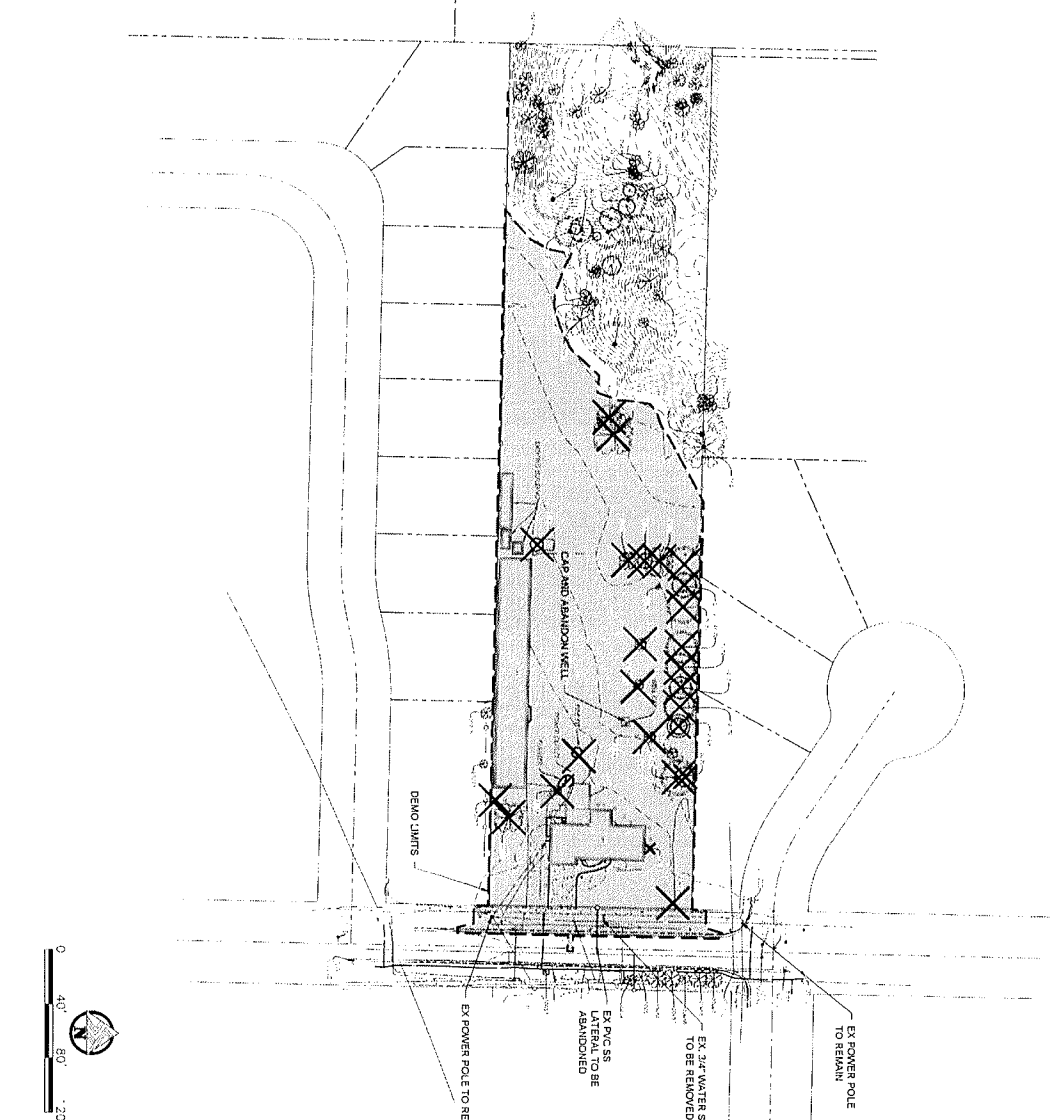 CAP AND ABANDON WELL
DEMO LIMITS
EX POWER POLE TO RE
EX PVC SS
LATERAL TO BE
ABANDONED
EX. 3/4" WATER S
TO BE REMOVED
EX POWER POLE
TO REMAIN
N
0
40'
80'